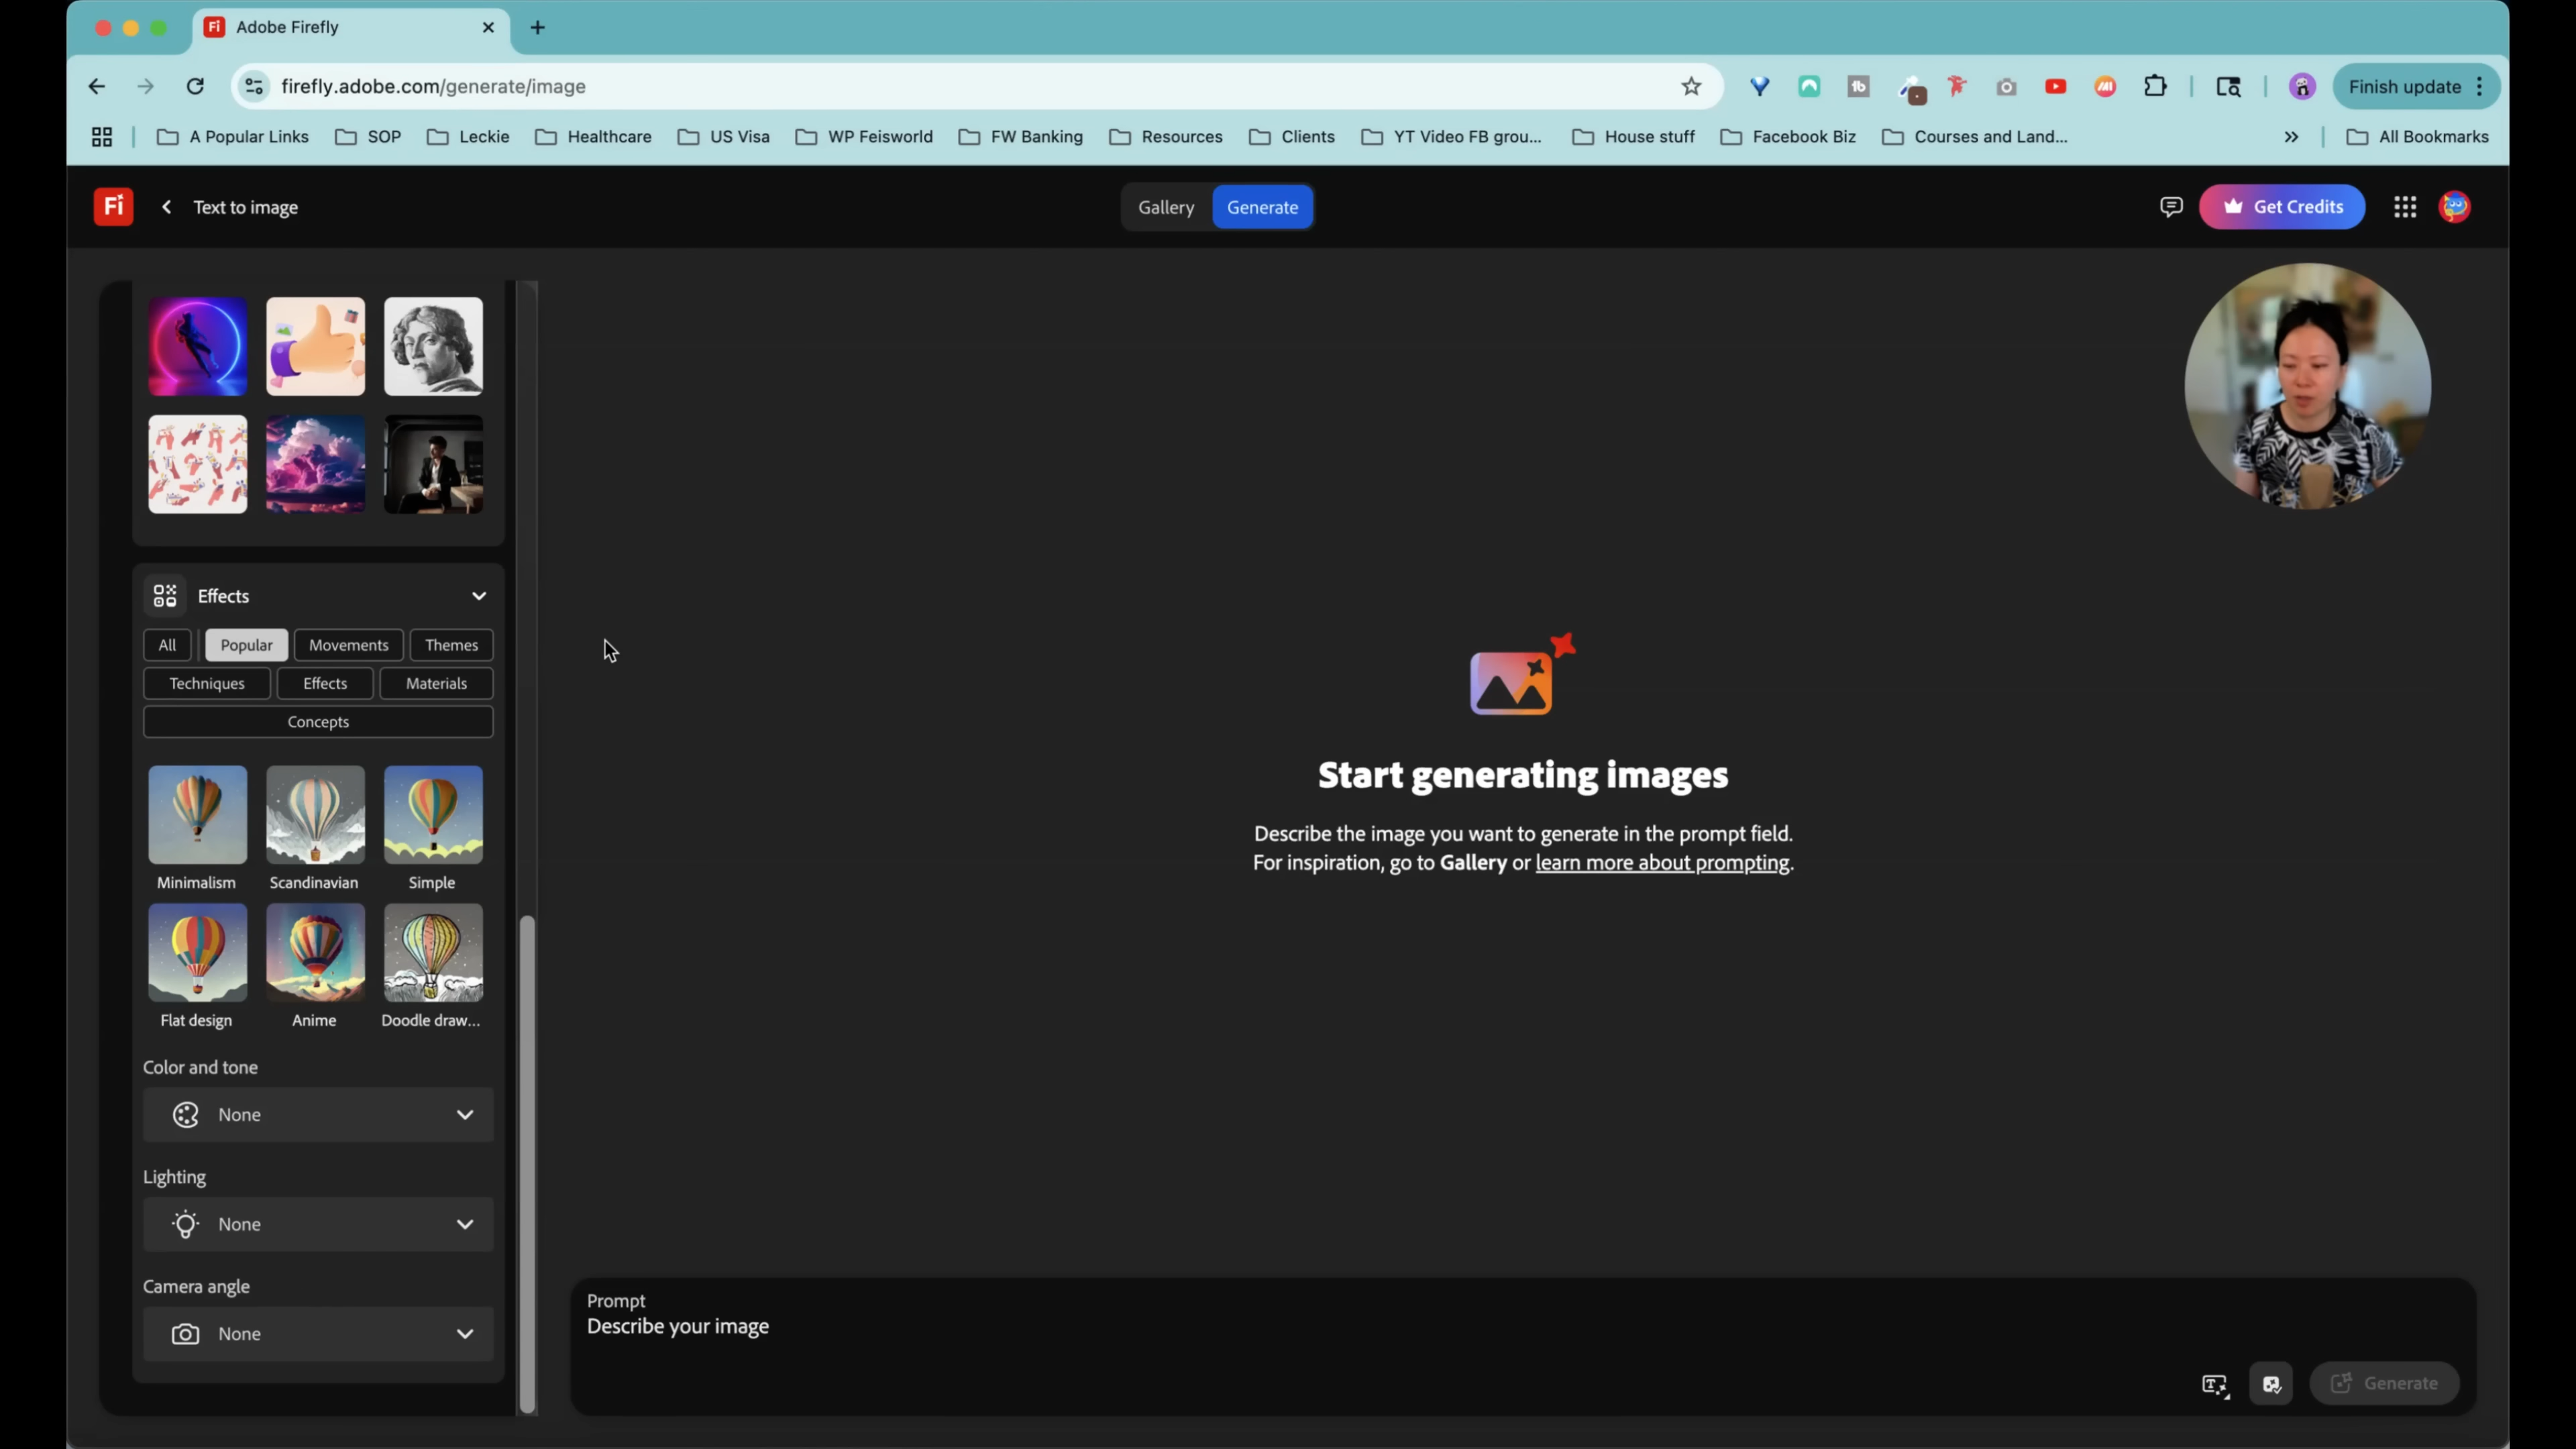 Fi Adobe Firefly
firefly.adobe.com/generate/image
Finish update
A Popular Links SOP Leckie Healthcare US Visa WP Feisworld FW Banking Resources Clients YT Video FB grou... House stuff Facebook Biz Courses and Land... All Bookmarks
Fi Text to image
Gallery Generate
Get Credits
Effects
All Popular Movements Themes
Techniques Effects Materials
Concepts
Minimalism Scandinavian Simple
Flat design Anime Doodle draw...
Color and tone
None
Lighting
None
Camera angle
None
Start generating images
Describe the image you want to generate in the prompt field.
For inspiration, go to Gallery or learn more about prompting.
Prompt
Describe your image
Generate